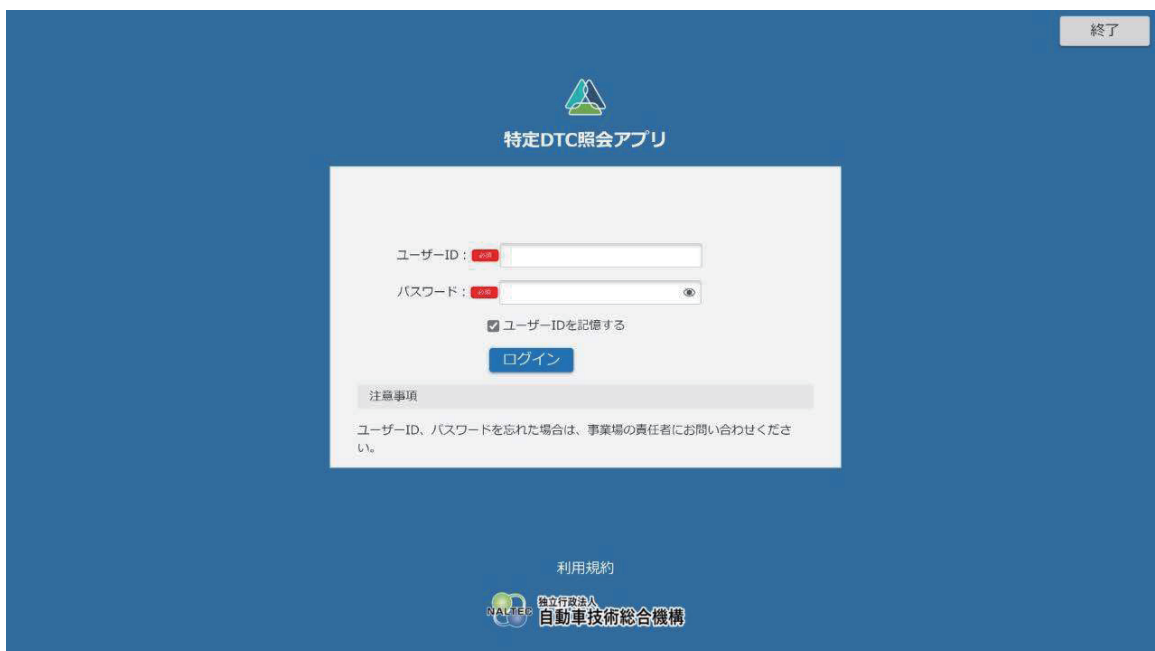 終了
特定DTC照会アプリ
ユーザーID：必須
パスワード：必須
ユーザーIDを記憶する
ログイン
注意事項
ユーザーID、パスワードを忘れた場合は、事業場の責任者にお問い合わせくださ
い。
利用規約
NALTEC 独立行政法人
自動車技術総合機構